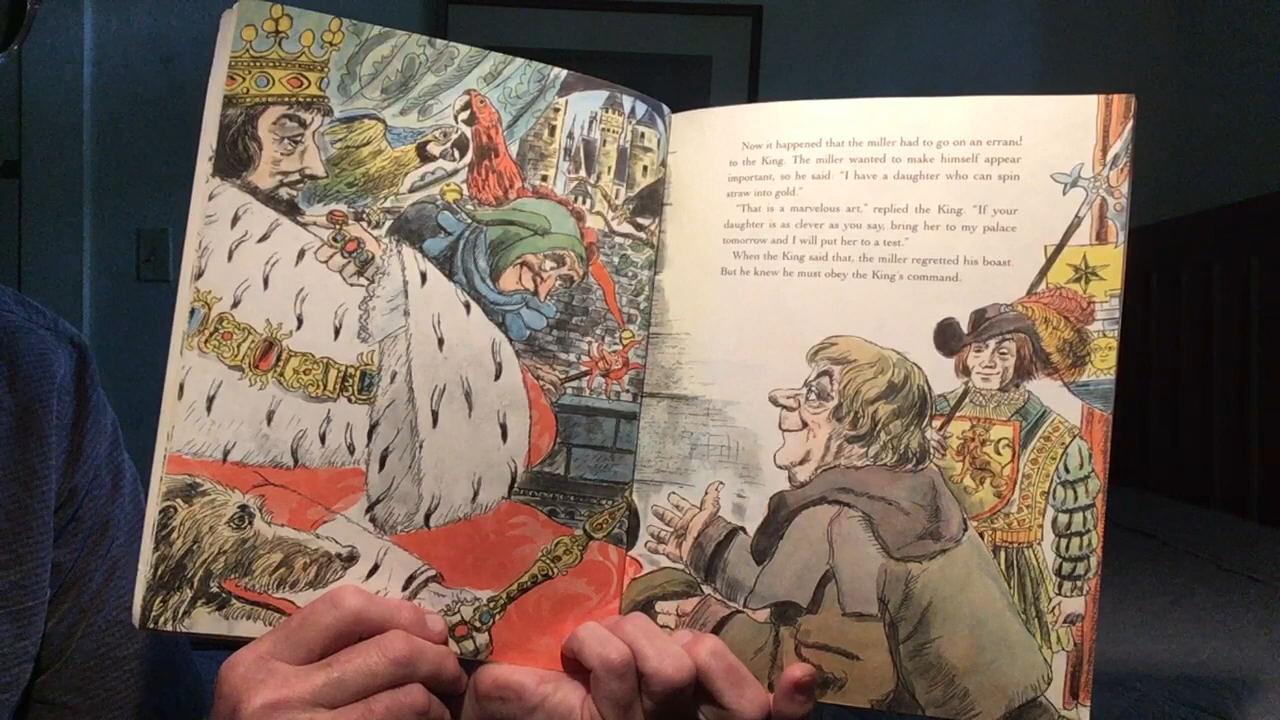 Now it happened that the miller had to go on an errand
to the King. The miller wanted to make himself appear
important, so he said: "I have a daughter who can spin
straw into gold."
"That is a marvelous art," replied the King. "If your
daughter is as clever as you say, bring her to my palace
tomorrow and I will put her to a test."
When the King said that, the miller regretted his boast.
But he knew he must obey the King's command.